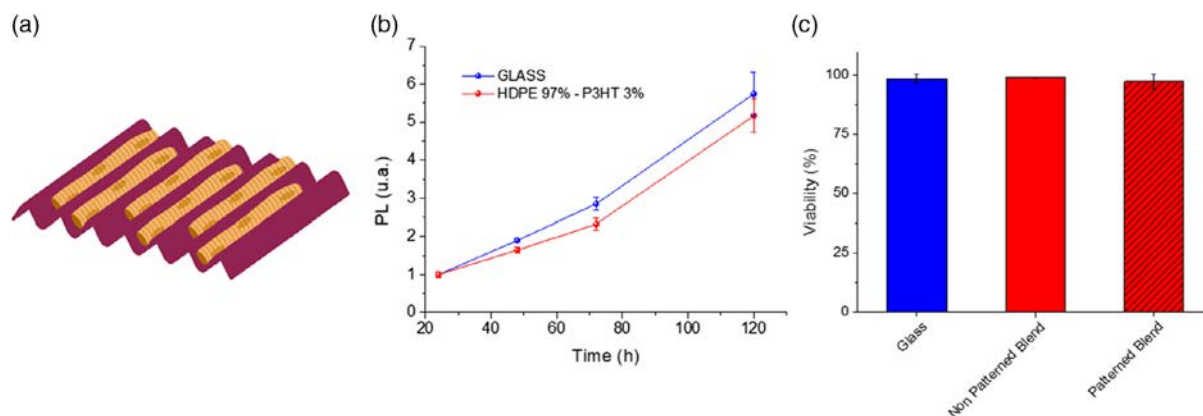 (a)
(b)
7
6
5
4
3
2
1
0
PL (u.a.)
GLASS
HDPE 97% - P3HT 3%
20
40
60
80
100
120
Time (h)
(c)
100
75
50
25
0
Viability (%)
Glass
Non Patterned Blend
Patterned Blend